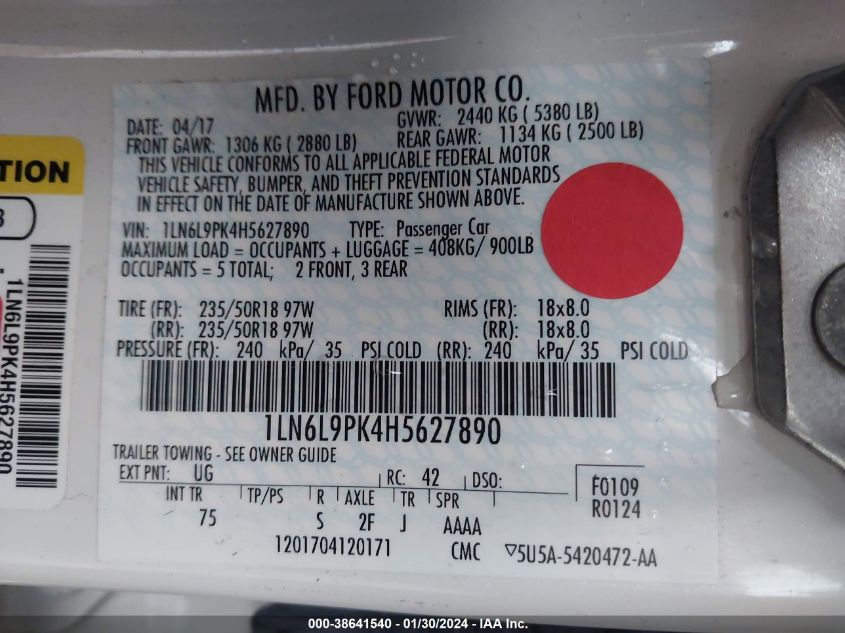 MFD. BY FORD MOTOR CO.
DATE: 04/17 GVWR: 2440 KG ( 5380 LB)
FRONT GAWR: 1306 KG ( 2880 LB) REAR GAWR: 1134 KG ( 2500 LB)
THIS VEHICLE CONFORMS TO ALL APPLICABLE FEDERAL MOTOR
VEHICLE SAFETY, BUMPER, AND THEFT PREVENTION STANDARDS
IN EFFECT ON THE DATE OF MANUFACTURE SHOWN ABOVE.
VIN: 1LN6L9PK4H5627890 TYPE: Passenger Car
MAXIMUM LOAD = OCCUPANTS + LUGGAGE = 408KG/ 900LB
OCCUPANTS = 5 TOTAL; 2 FRONT, 3 REAR
TIRE (FR): 235/50R18 97W RIMS (FR): 18x8.0
(RR): 235/50R18 97W (RR): 18x8.0
PRESSURE (FR): 240 kPa/ 35 PSI COLD (RR): 240 kPa/ 35 PSI COLD
1LN6L9PK4H5627890
TRAILER TOWING - SEE OWNER GUIDE
EXT PNT: UG RC: 42 DSO:
INT TR TP/PS R AXLE TR SPR
75 S 2F J AAAA
F0109
R0124
1201704120171 CMC ▽5U5A-5420472-AA
TION
1LN6L9PK4H5627890
000-38641540 - 01/30/2024 - IAA Inc.